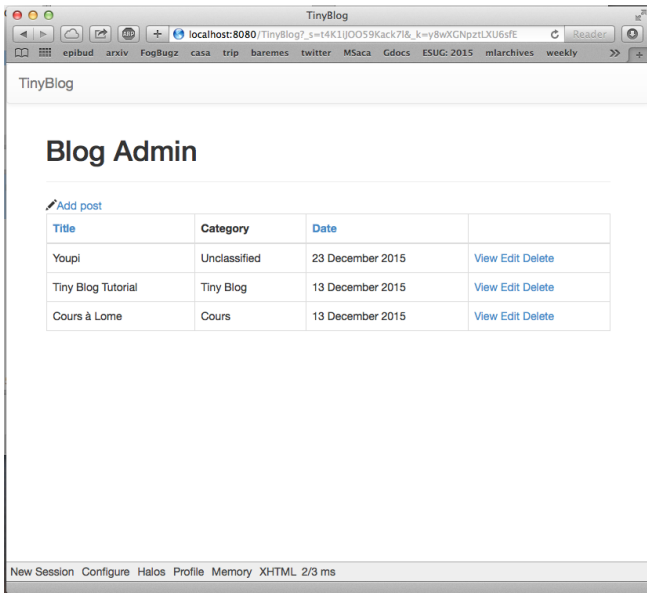 TinyBlog
ABP localhost:8080/TinyBlog?_s=t4K1iJOO59Kack7l&_k=y8wXGNpztLXU6sfE Reader
epibud arxiv FogBugz casa trip baremes twitter MSaca Gdocs ESUG: 2015 mlarchives weekly
TinyBlog
Blog Admin
Add post
Title Category Date
Youpi Unclassified 23 December 2015 View Edit Delete
Tiny Blog Tutorial Tiny Blog 13 December 2015 View Edit Delete
Cours à Lome Cours 13 December 2015 View Edit Delete
New Session Configure Halos Profile Memory XHTML 2/3 ms